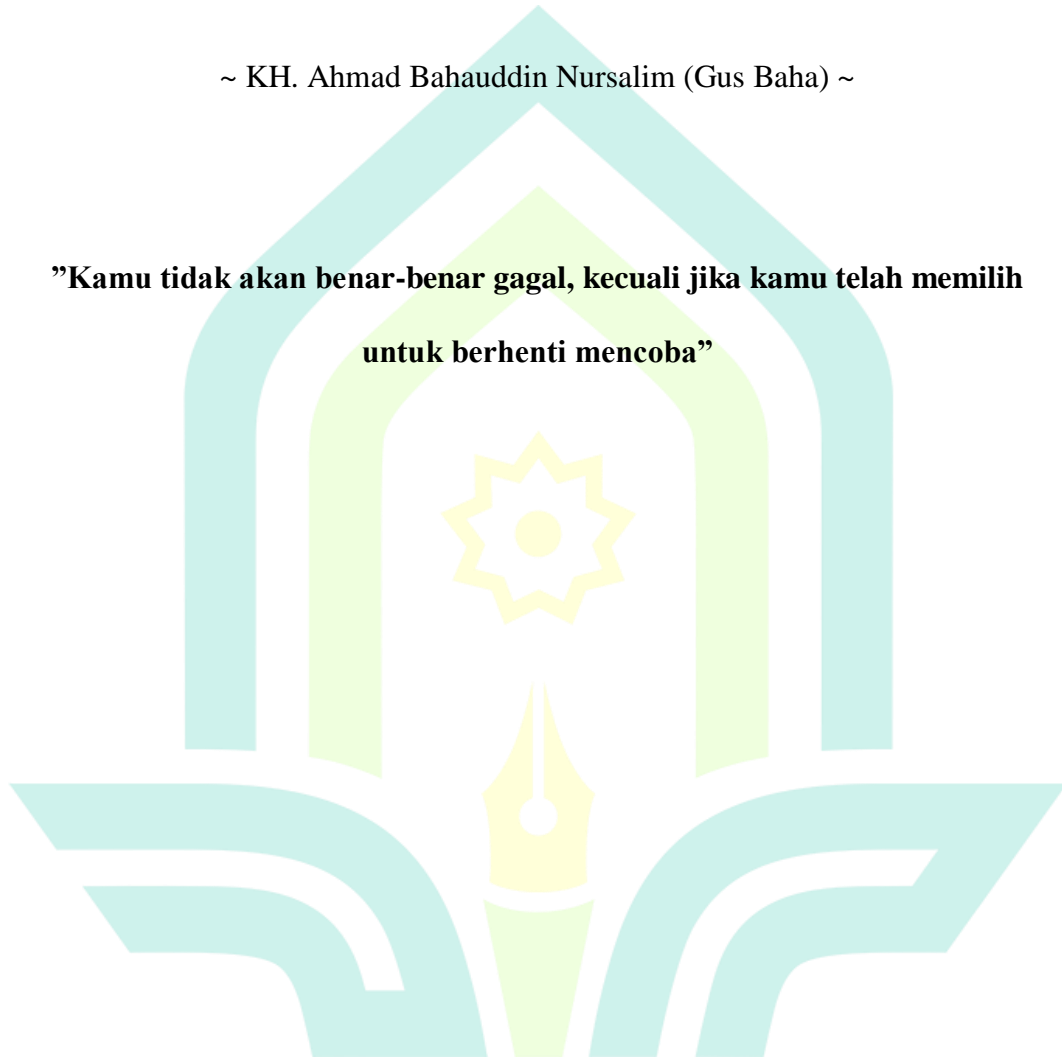 ~ KH. Ahmad Bahauddin Nursalim (Gus Baha) ~
”Kamu tidak akan benar-benar gagal, kecuali jika kamu telah memilih
untuk berhenti mencoba”